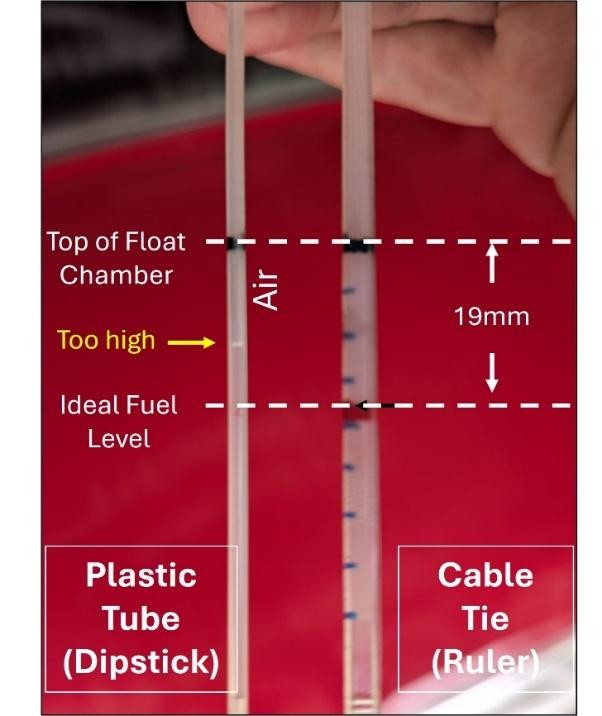 Top of Float
Chamber
Air
19mm
Too high
Ideal Fuel
Level
Plastic
Tube
(Dipstick)
Cable
Tie
(Ruler)